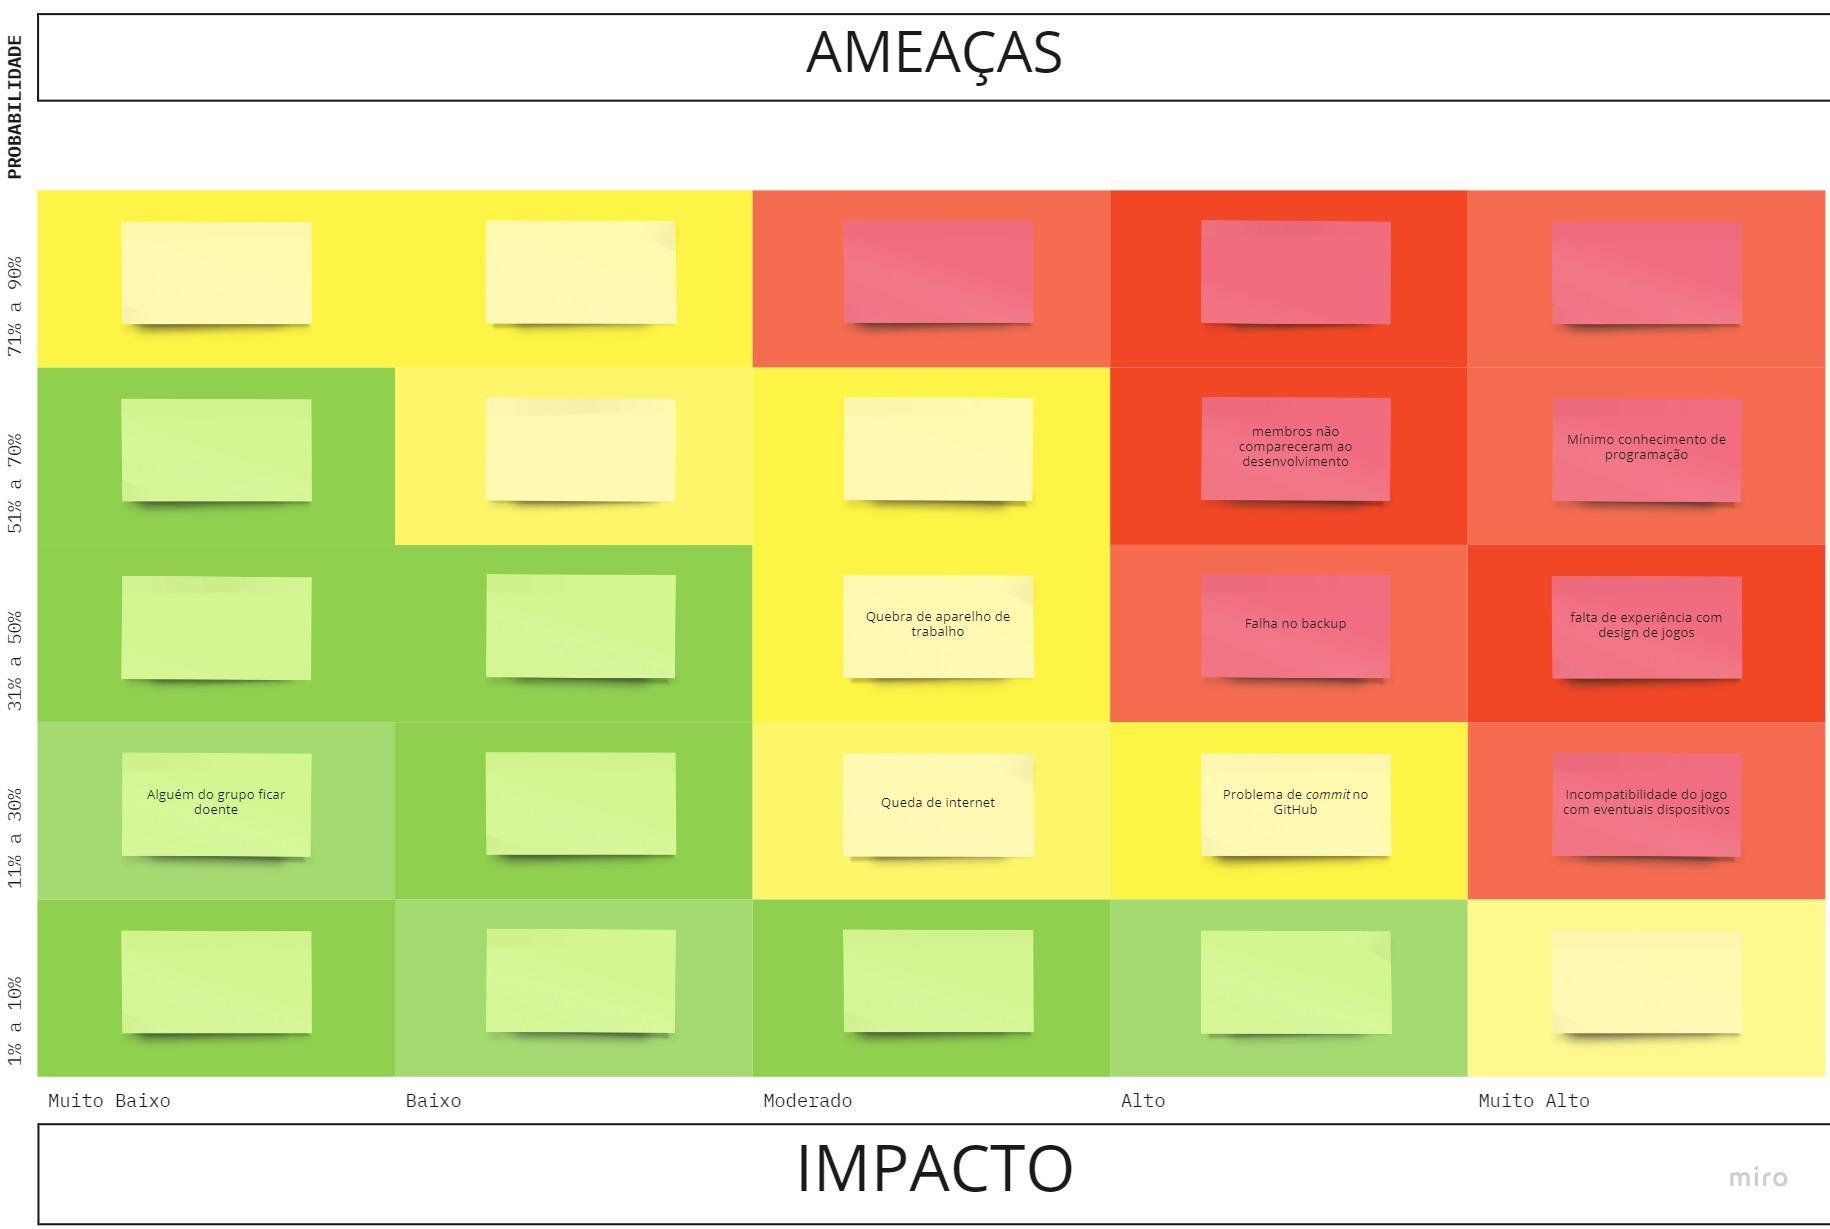 AMEAÇAS
PROBABILIDADE
71% a 90%
51% a 70%
membros não
compareceram ao
desenvolvimento
Mínimo conhecimento de
programação
31% a 50%
Quebra de aparelho de
trabalho
Falha no backup
falta de experiência com
design de jogos
11% a 30%
Alguém do grupo ficar
doente
Queda de internet
Problema de commit no
GitHub
Incompatibilidade do jogo
com eventuais dispositivos
1% a 10%
Muito Baixo
Baixo
Moderado
Alto
Muito Alto
IMPACTO
miro